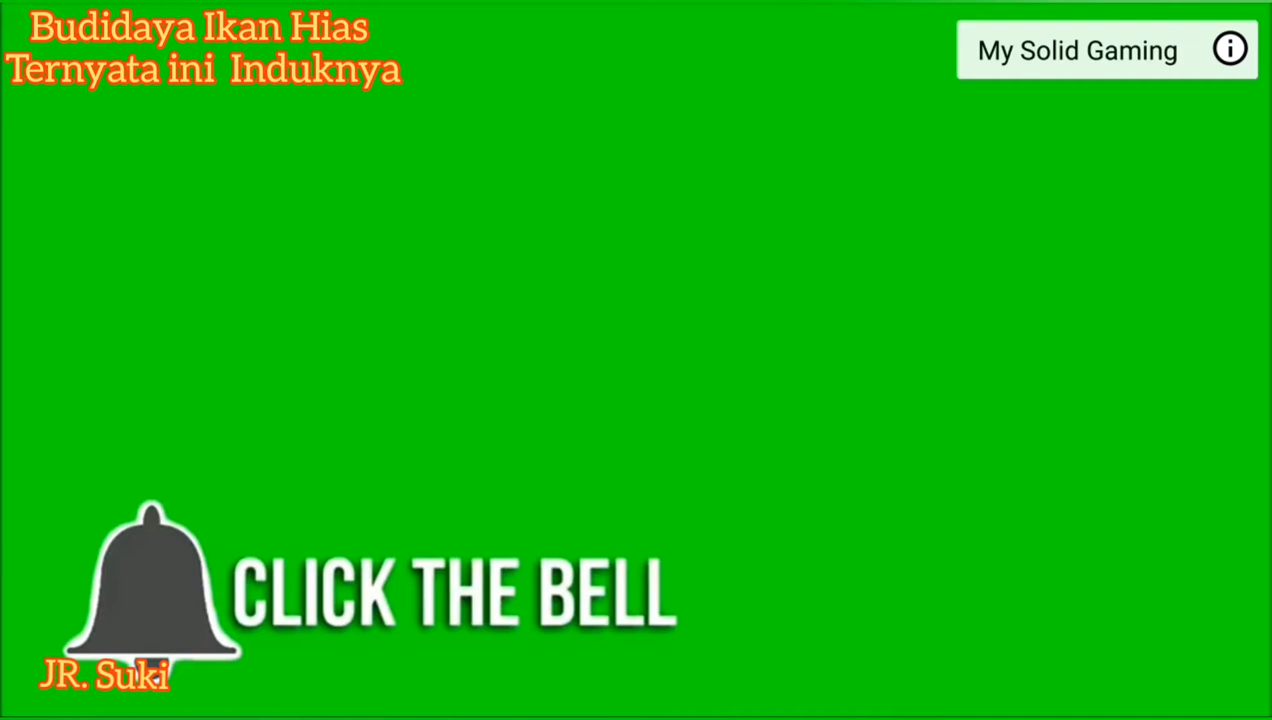 Budidaya Ikan Hias
Ternyata ini Induknya
My Solid Gaming
CLICK THE BELL
JR. Suki